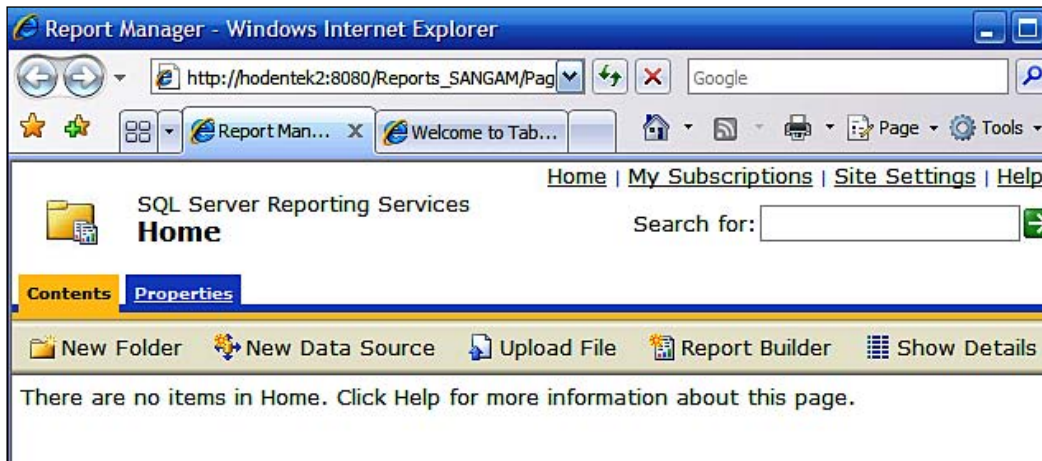 Report Manager - Windows Internet Explorer
http://hodentek2:8080/Reports_SANGAM/Pag
Google
Report Man...
Welcome to Tab...
Page
Tools
Home | My Subscriptions | Site Settings | Help
SQL Server Reporting Services
Home
Search for:
Contents
Properties
New Folder
New Data Source
Upload File
Report Builder
Show Details
There are no items in Home. Click Help for more information about this page.